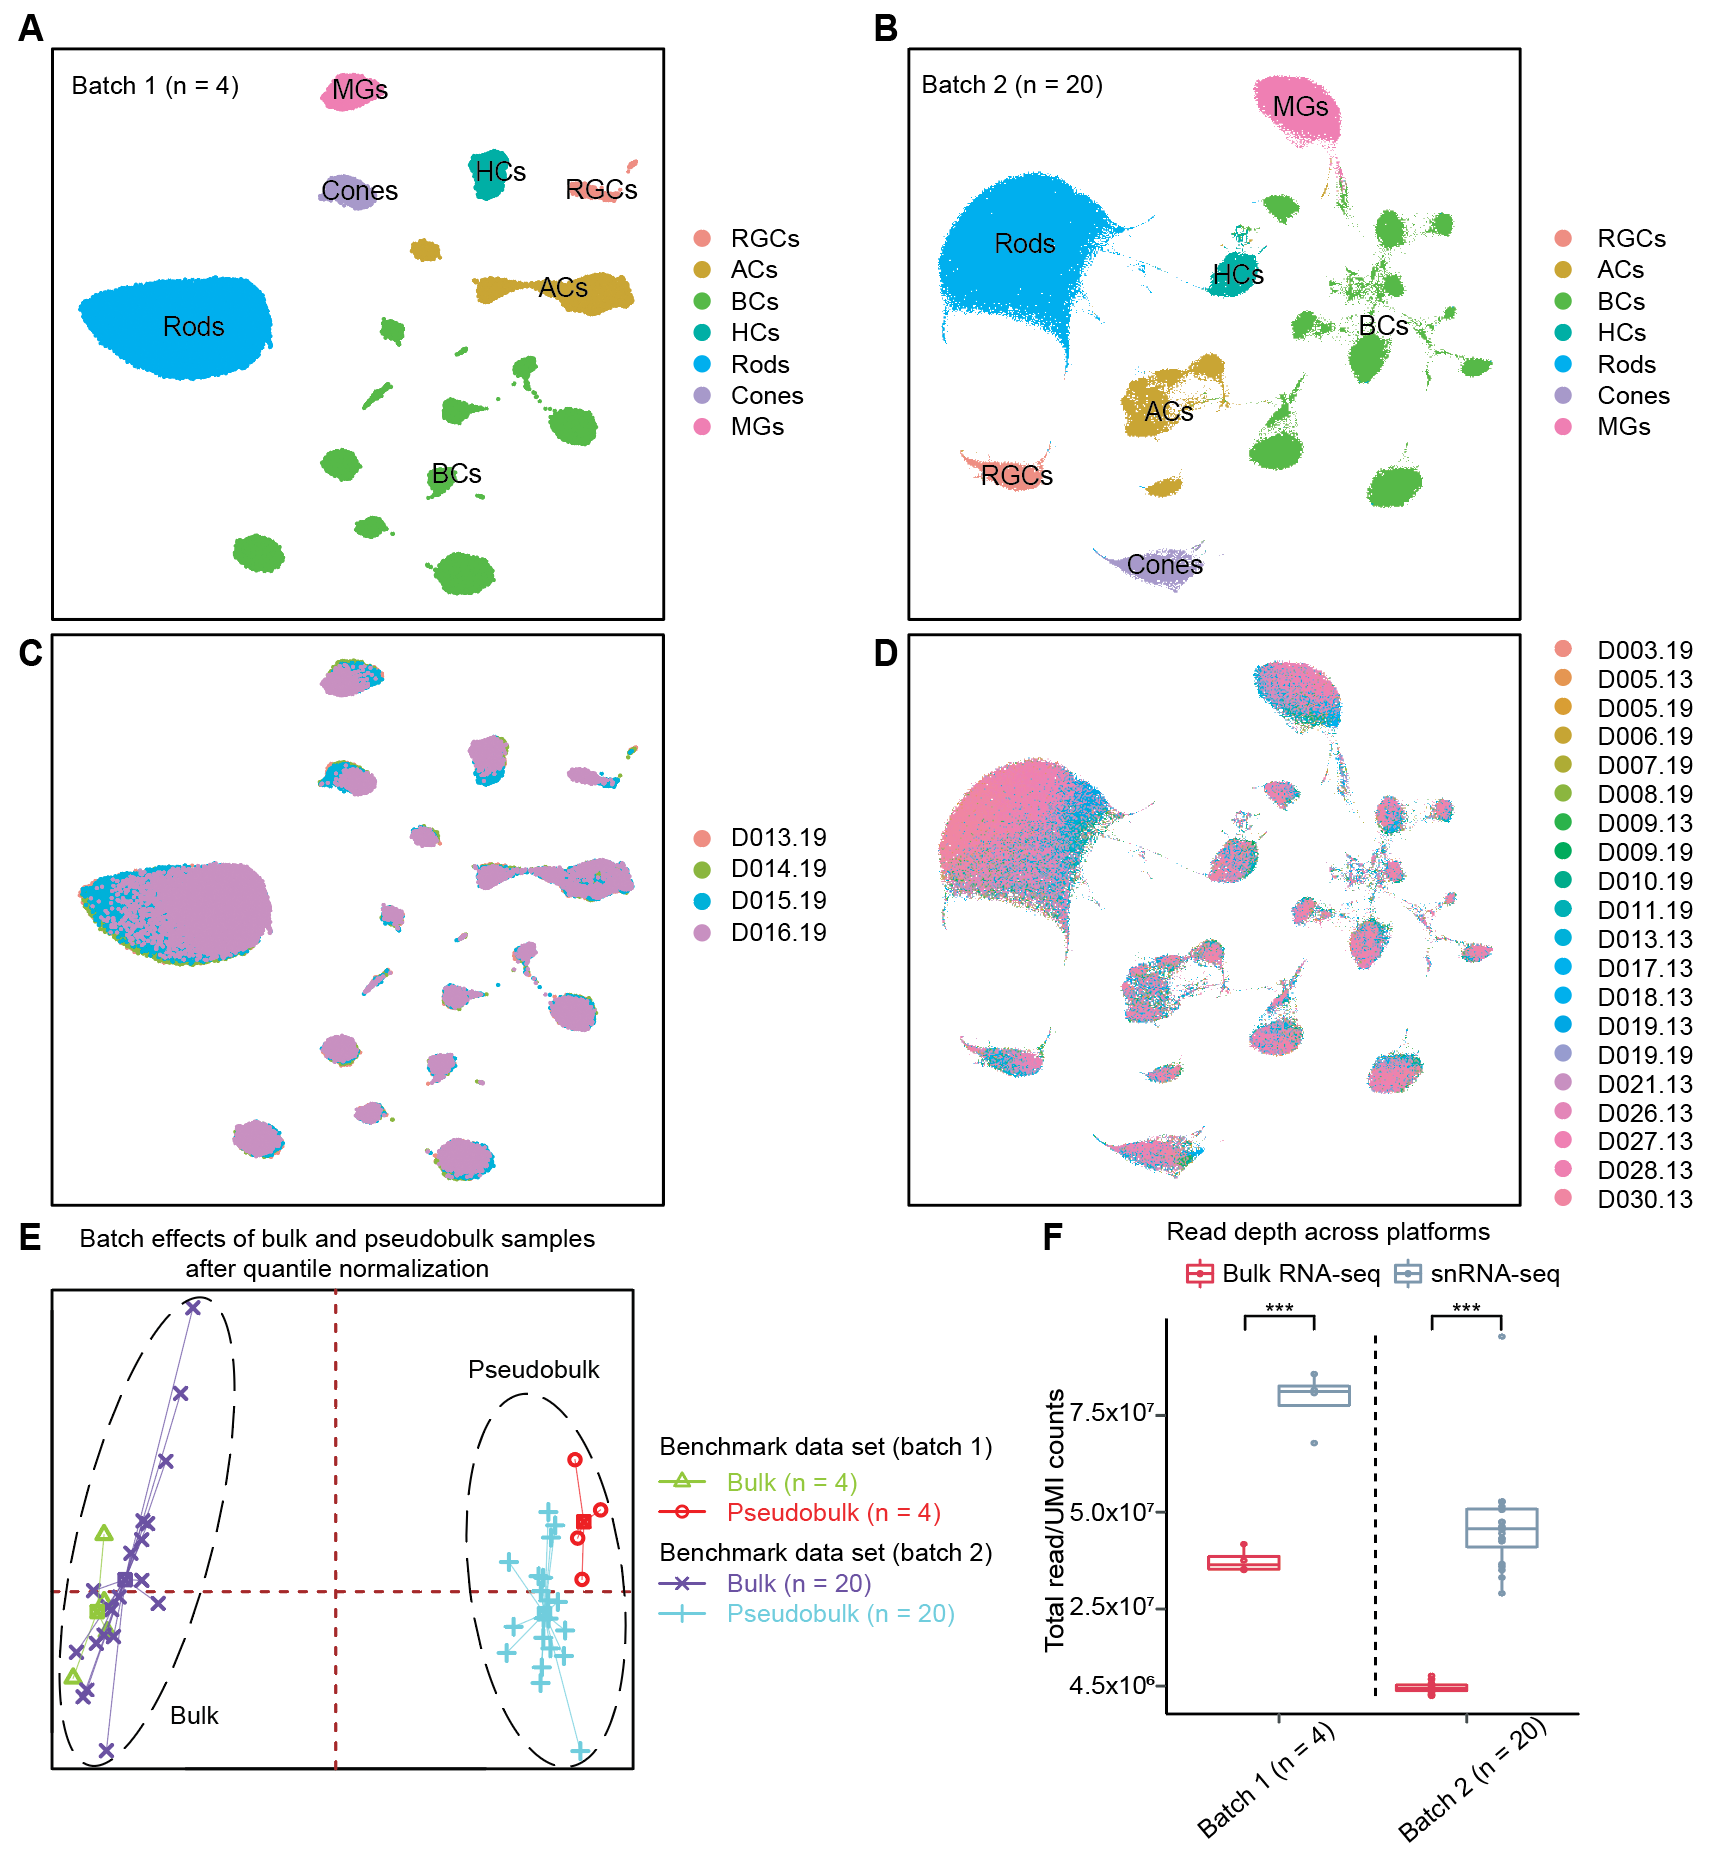 A
Batch 1 (n = 4)
MGs
HCs
Cones
RGCs
ACs
Rods
BCs
RGCs
ACs
BCs
HCs
Rods
Cones
MGs
B
Batch 2 (n = 20)
MGs
Rods
HCs
BCs
ACs
RGCs
Cones
RGCs
ACs
BCs
HCs
Rods
Cones
MGs
C
D013.19
D014.19
D015.19
D016.19
D
D003.19
D005.13
D005.19
D006.19
D007.19
D008.19
D009.13
D009.19
D010.19
D011.19
D013.13
D017.13
D018.13
D019.13
D019.19
D021.13
D026.13
D027.13
D028.13
D030.13
E
Batch effects of bulk and pseudobulk samples
after quantile normalization
Pseudobulk
Bulk
Benchmark data set (batch 1)
Bulk (n = 4)
Pseudobulk (n = 4)
Benchmark data set (batch 2)
Bulk (n = 20)
Pseudobulk (n = 20)
F
Read depth across platforms
Bulk RNA-seq
snRNA-seq
***
***
Total read/UMI counts
7.5x10⁷
5.0x10⁷
2.5x10⁷
4.5x10⁶
Batch 1 (n = 4)
Batch 2 (n = 20)